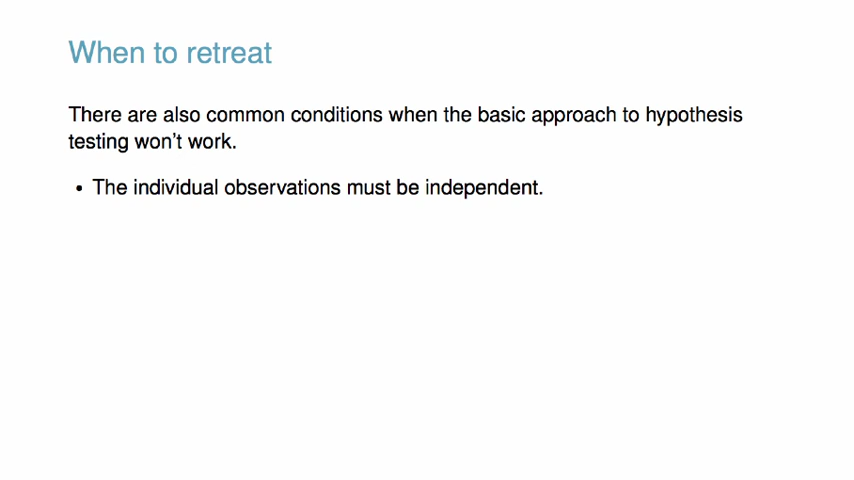 When to retreat
There are also common conditions when the basic approach to hypothesis
testing won't work.
• The individual observations must be independent.